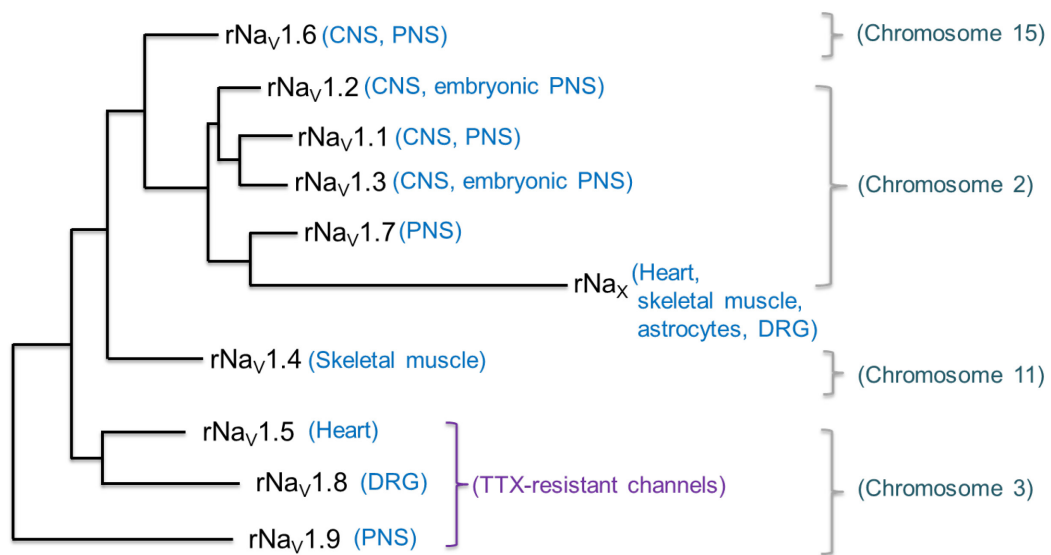 rNaV1.6 (CNS, PNS) (Chromosome 15)
rNaV1.2 (CNS, embryonic PNS)
rNaV1.1 (CNS, PNS)
rNaV1.3 (CNS, embryonic PNS) (Chromosome 2)
rNaV1.7 (PNS)
rNaX (Heart,
skeletal muscle,
astrocytes, DRG)
rNaV1.4 (Skeletal muscle) (Chromosome 11)
rNaV1.5 (Heart)
rNaV1.8 (DRG) (TTX-resistant channels) (Chromosome 3)
rNaV1.9 (PNS)